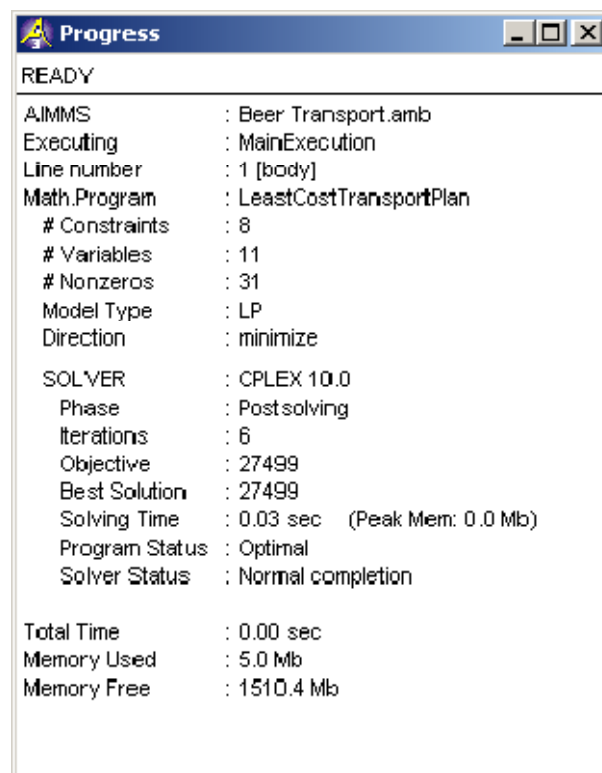 Progress
READY
AIMMS : Beer Transport.amb
Executing : MainExecution
Line number : 1 [body]
Math.Program : LeastCostTransportPlan
# Constraints : 8
# Variables : 11
# Nonzeros : 31
Model Type : LP
Direction : minimize
SOLVER : CPLEX 10.0
Phase : Postsolving
Iterations : 6
Objective : 27499
Best Solution : 27499
Solving Time : 0.03 sec (Peak Mem: 0.0 Mb)
Program Status : Optimal
Solver Status : Normal completion
Total Time : 0.00 sec
Memory Used : 5.0 Mb
Memory Free : 1510.4 Mb